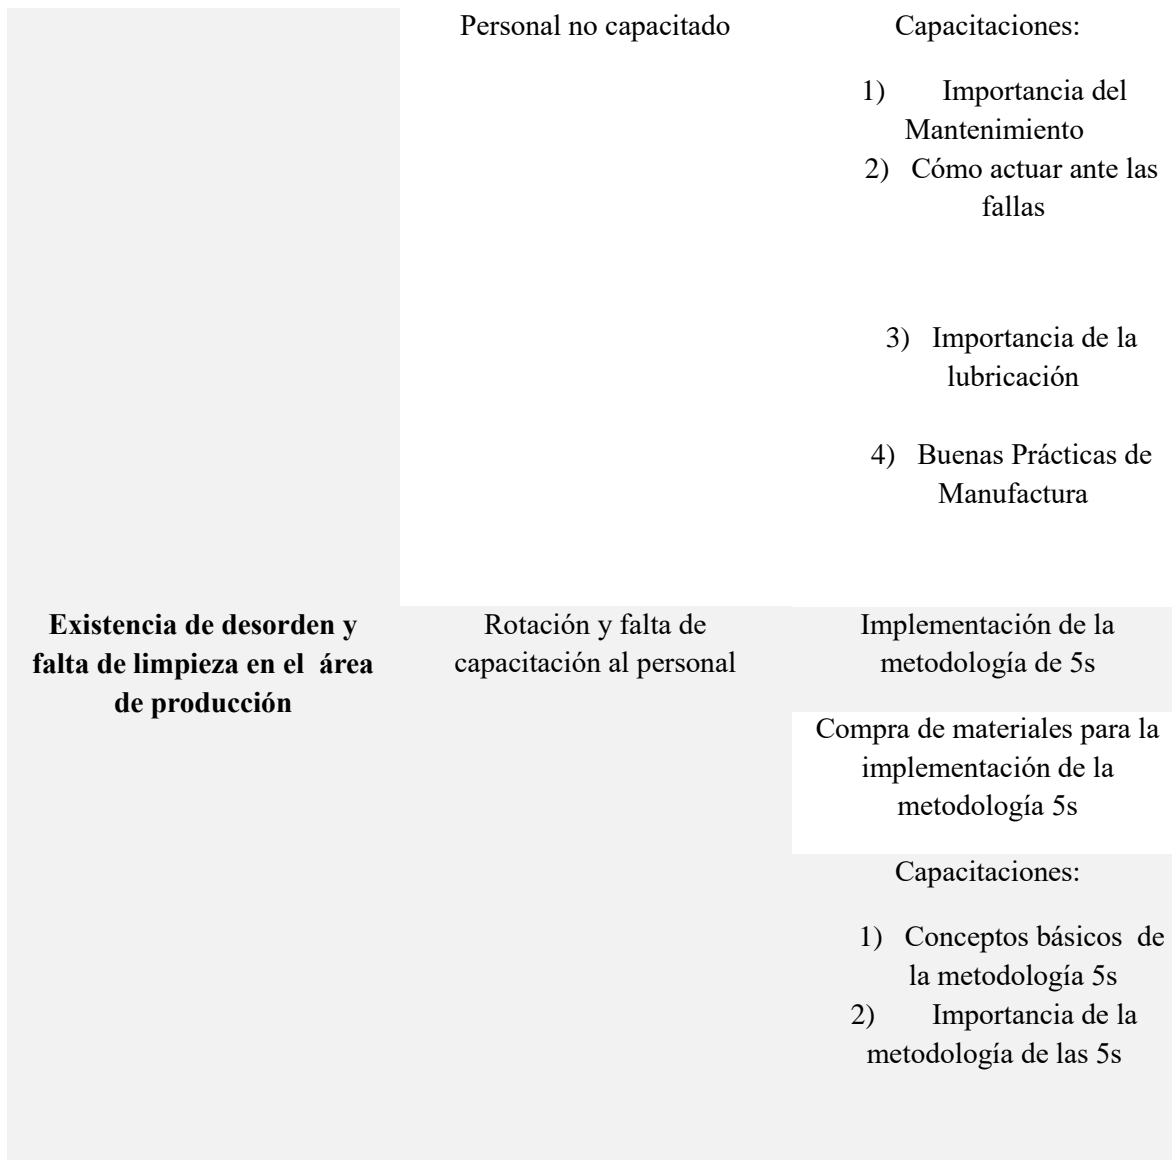 Personal no capacitado
Capacitaciones:
1) Importancia del
Mantenimiento
2) Cómo actuar ante las
fallas
3) Importancia de la
lubricación
4) Buenas Prácticas de
Manufactura
Existencia de desorden y
falta de limpieza en el área
de producción
Rotación y falta de
capacitación al personal
Implementación de la
metodología de 5s
Compra de materiales para la
implementación de la
metodología 5s
Capacitaciones:
1) Conceptos básicos de
la metodología 5s
2) Importancia de la
metodología de las 5s